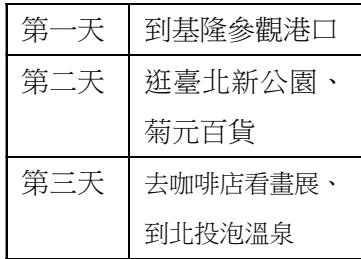 第一天 到基隆參觀港口
第二天 逛臺北新公園、
菊元百貨
第三天 去咖啡店看畫展、
到北投泡溫泉